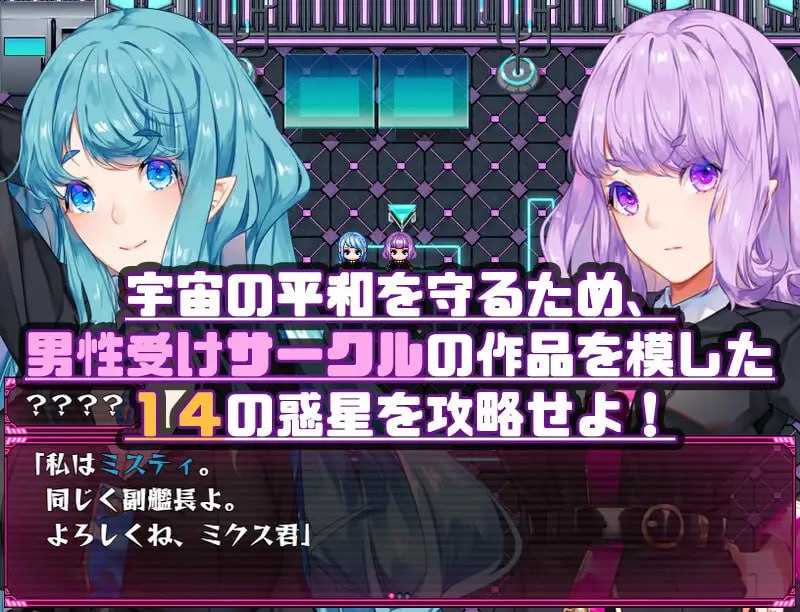 宇宙の平和を守るため、
男性受けサークルの作品を模した
14の惑星を攻略せよ！
？？？？
「私はミスティ。
同じく副艦長よ。
よろしくね、ミクス君」